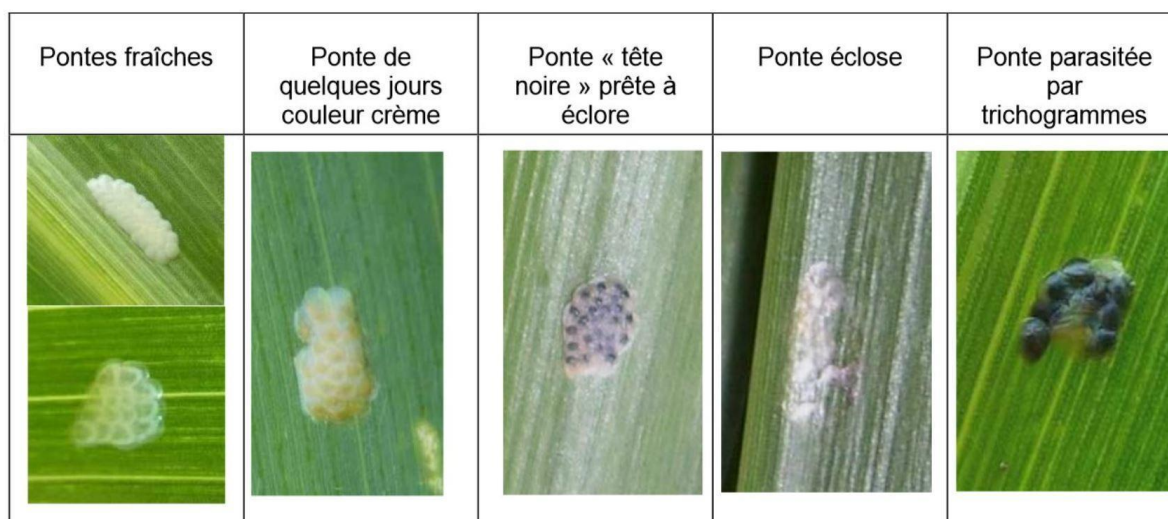 Pontes fraîches
Ponte de
quelques jours
couleur crème
Ponte « tête
noire » prête à
éclore
Ponte éclose
Ponte parasitée
par
trichogrammes